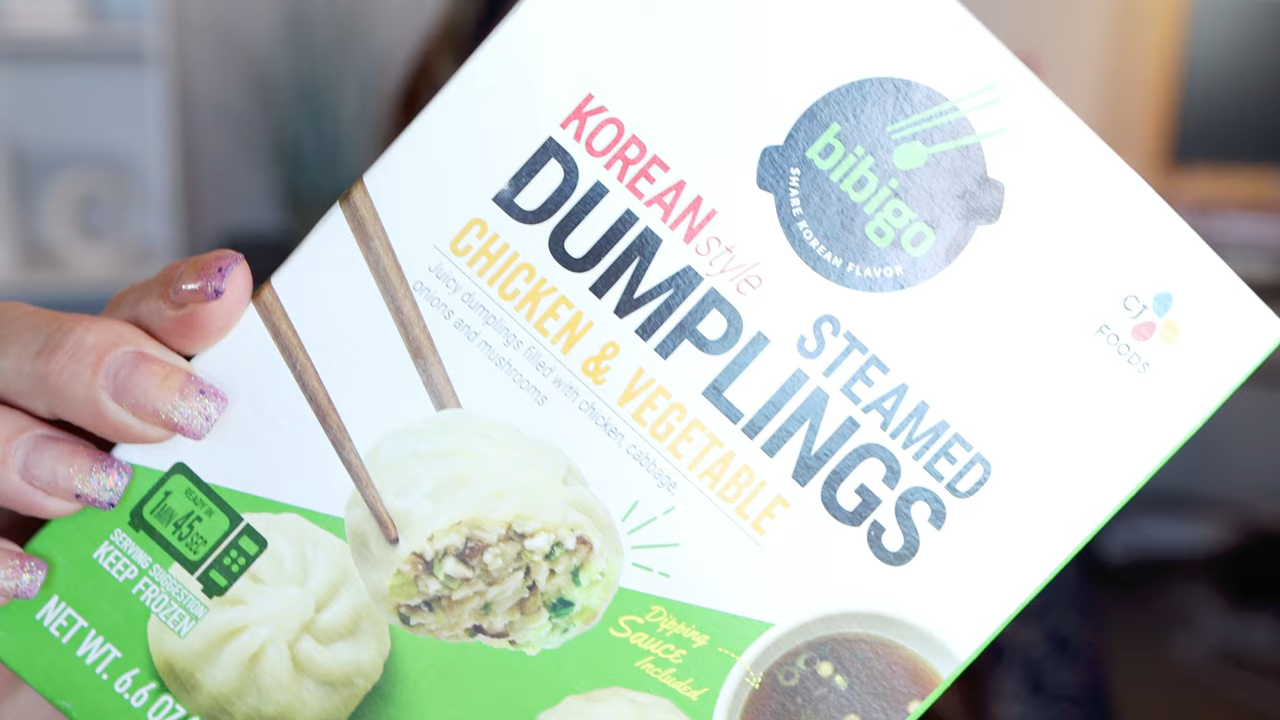 bibigo
SHARE KOREAN FLAVOR
CJ
FOODS
KOREAN style
STEAMED
DUMPLINGS
CHICKEN & VEGETABLE
Juicy dumplings filled with chicken, cabbage,
onions and mushrooms.
READY IN
1 MIN 45 SEC
SERVING SUGGESTION
KEEP FROZEN
NET WT. 6.6 OZ
Dipping
Sauce
Included